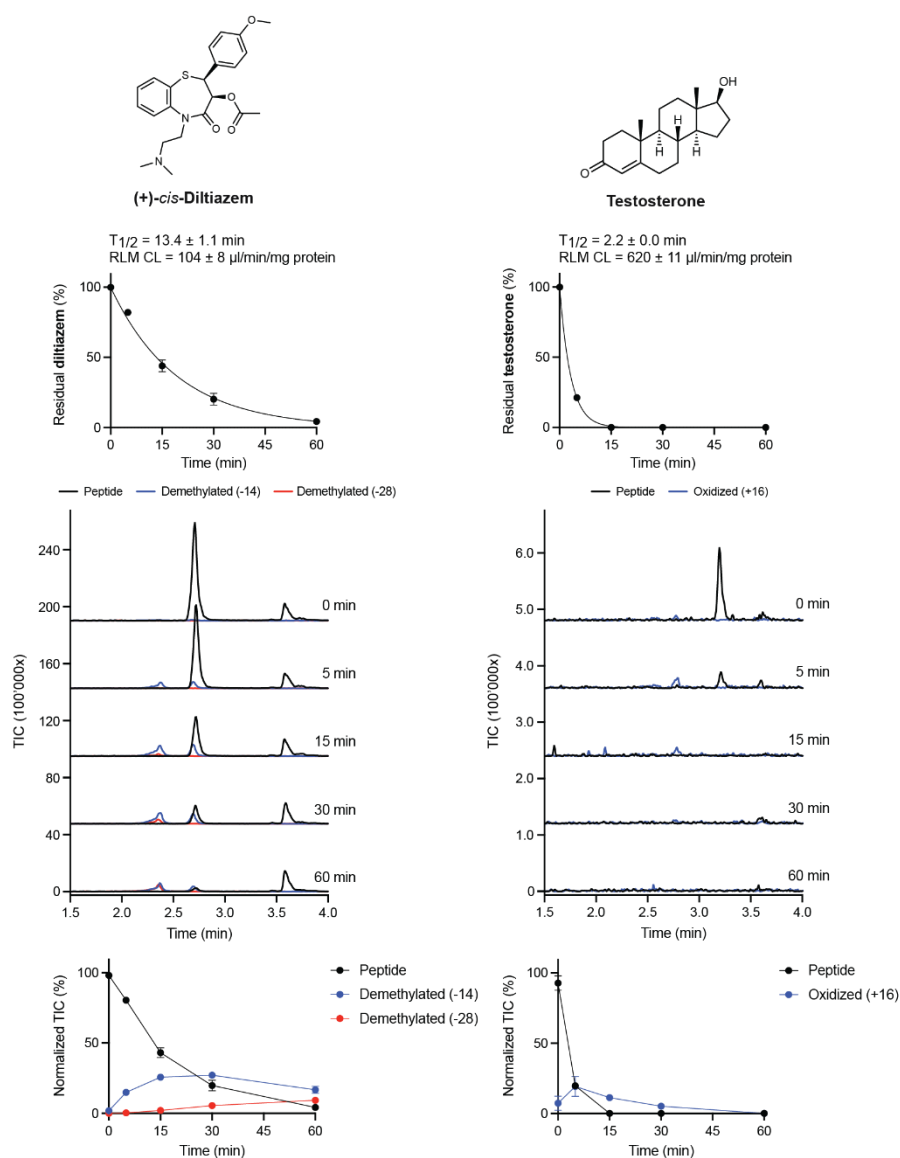 O
S
O
N
O
O
N
(+)-cis-Diltiazem
T1/2 = 13.4 ± 1.1 min
RLM CL = 104 ± 8 µl/min/mg protein
Residual diltiazem (%)
100
50
0
0 15 30 45 60
Time (min)
Peptide Demethylated (-14) Demethylated (-28)
TIC (100'000x)
240
200
160
120
80
40
0
0 min
5 min
15 min
30 min
60 min
1.5 2.0 2.5 3.0 3.5 4.0
Time (min)
Normalized TIC (%)
100
50
0
0 15 30 45 60
Time (min)
Peptide
Demethylated (-14)
Demethylated (-28)
OH
H
H
H
O
Testosterone
T1/2 = 2.2 ± 0.0 min
RLM CL = 620 ± 11 µl/min/mg protein
Residual testosterone (%)
100
50
0
0 15 30 45 60
Time (min)
Peptide Oxidized (+16)
TIC (100'000x)
6.0
5.0
4.0
3.0
2.0
1.0
0
0 min
5 min
15 min
30 min
60 min
1.5 2.0 2.5 3.0 3.5 4.0
Time (min)
Normalized TIC (%)
100
50
0
0 15 30 45 60
Time (min)
Peptide
Oxidized (+16)